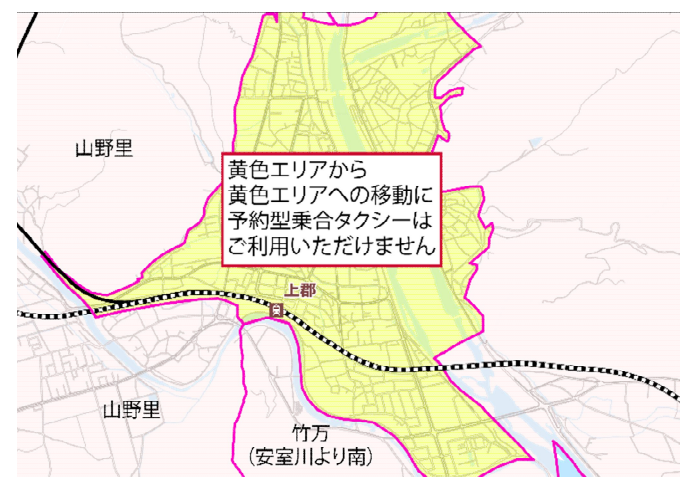 山野里
黄色エリアから
黄色エリアへの移動に
予約型乗合タクシーは
ご利用いただけません
上郡
山野里
竹万
(安室川より南)